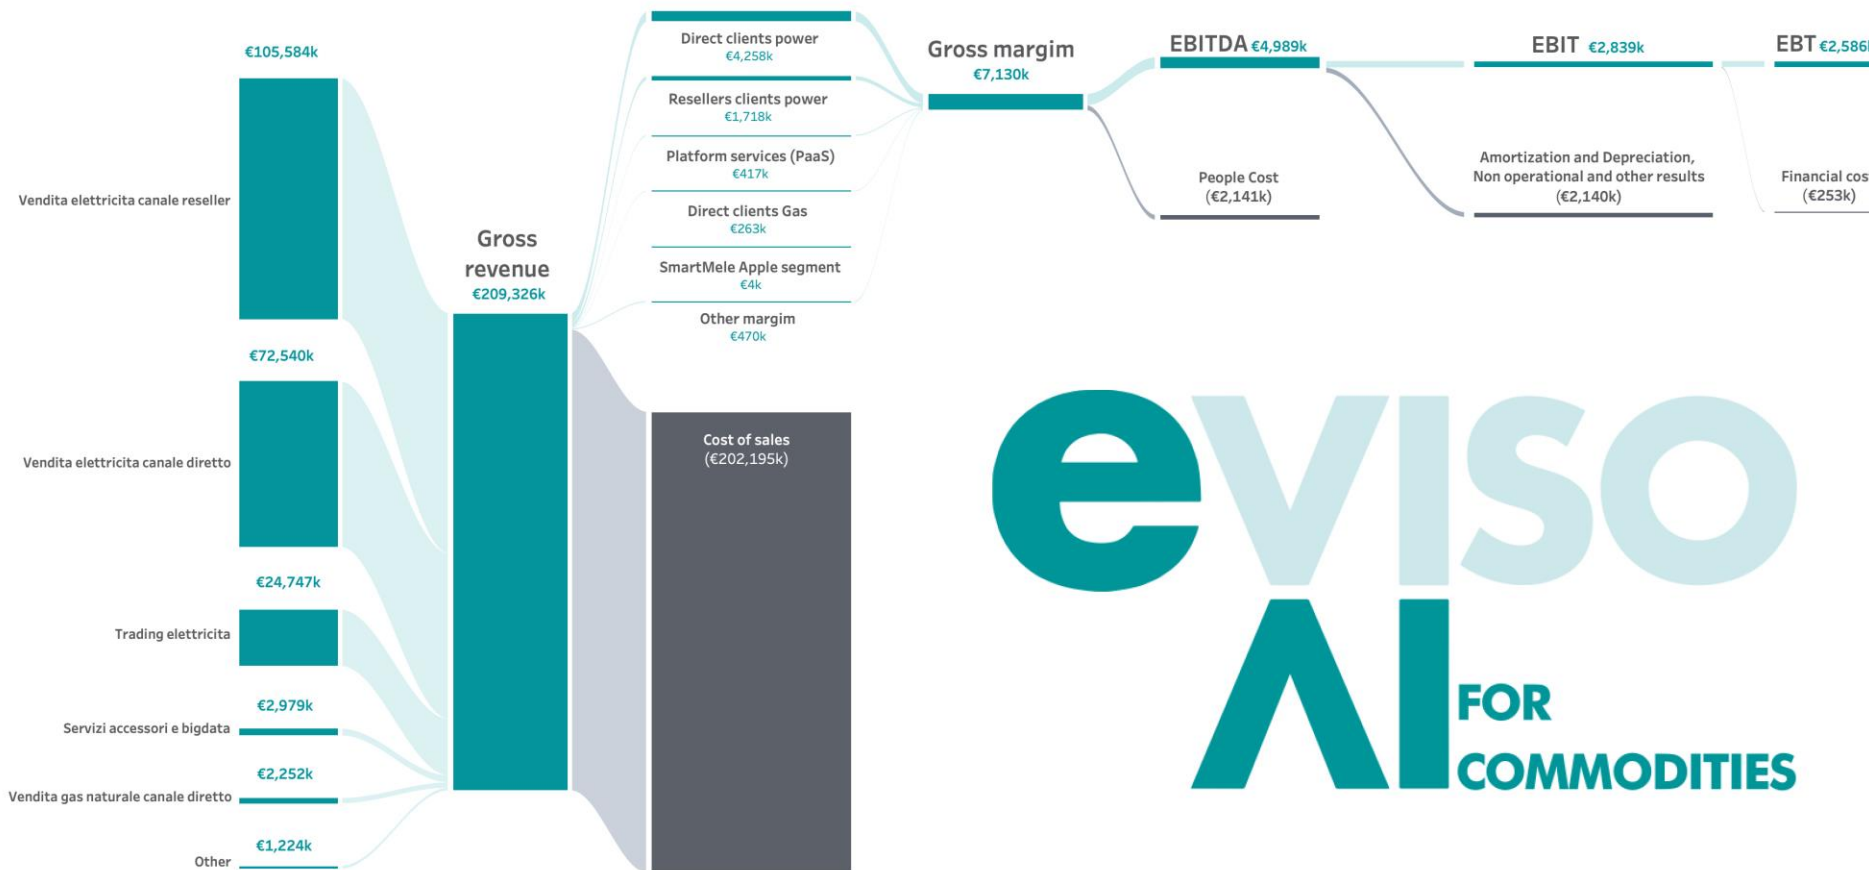 €105,584k
Vendita elettricita canale reseller
€72,540k
Vendita elettricita canale diretto
€24,747k
Trading elettricita
€2,979k
Servizi accessori e bigdata
€2,252k
Vendita gas naturale canale diretto
€1,224k
Other
Gross
revenue
€209,326k
Direct clients power
€4,258k
Resellers clients power
€1,718k
Platform services (PaaS)
€417k
Direct clients Gas
€263k
SmartMele Apple segment
€4k
Other margim
€470k
Cost of sales
(€202,195k)
Gross margim
€7,130k
EBITDA €4,989k
People Cost
(€2,141k)
EBIT €2,839k
Amortization and Depreciation,
Non operational and other results
(€2,140k)
EBT €2,586k
Financial cost
(€253k)
eVISO
AI FOR
COMMODITIES